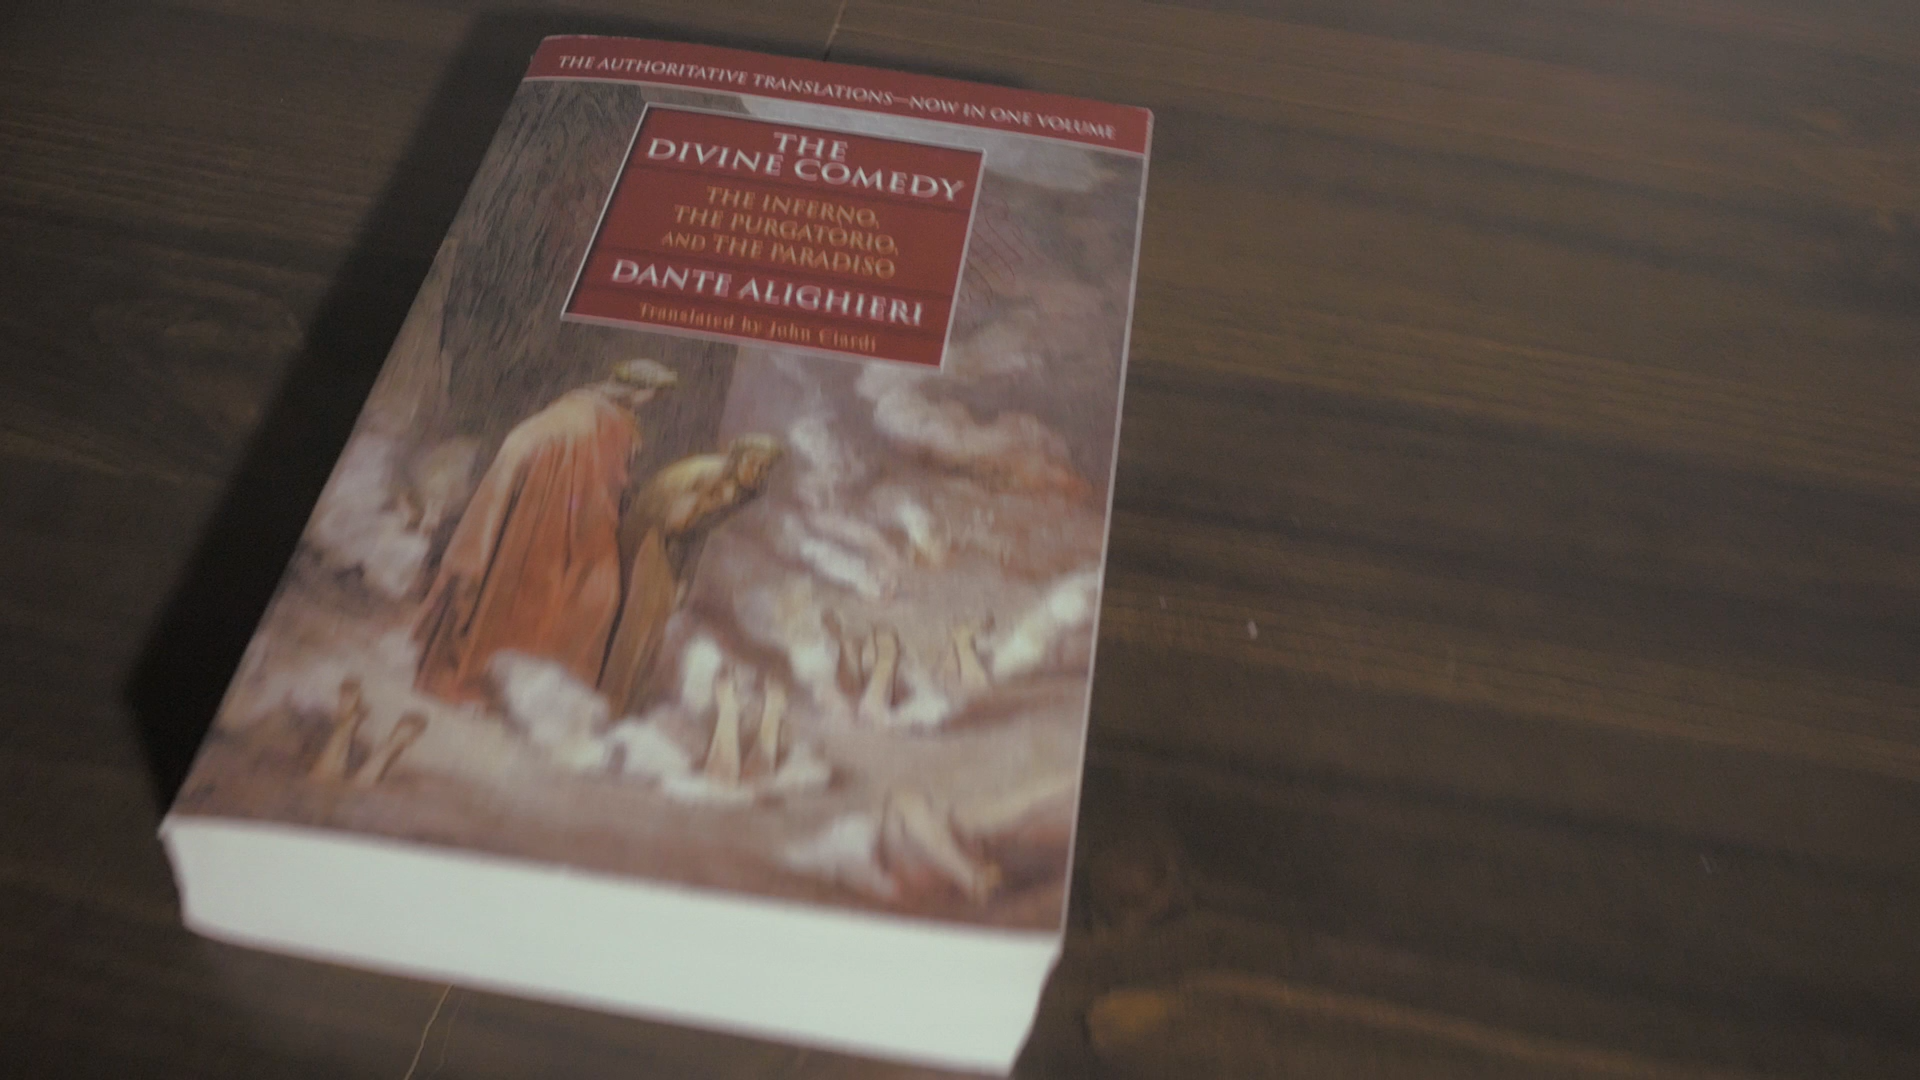 THE AUTHORITATIVE TRANSLATIONS—NOW IN ONE VOLUME
THE
DIVINE COMEDY
THE INFERNO,
THE PURGATORIO,
AND THE PARADISO
DANTE ALIGHIERI
Translated by John Ciardi